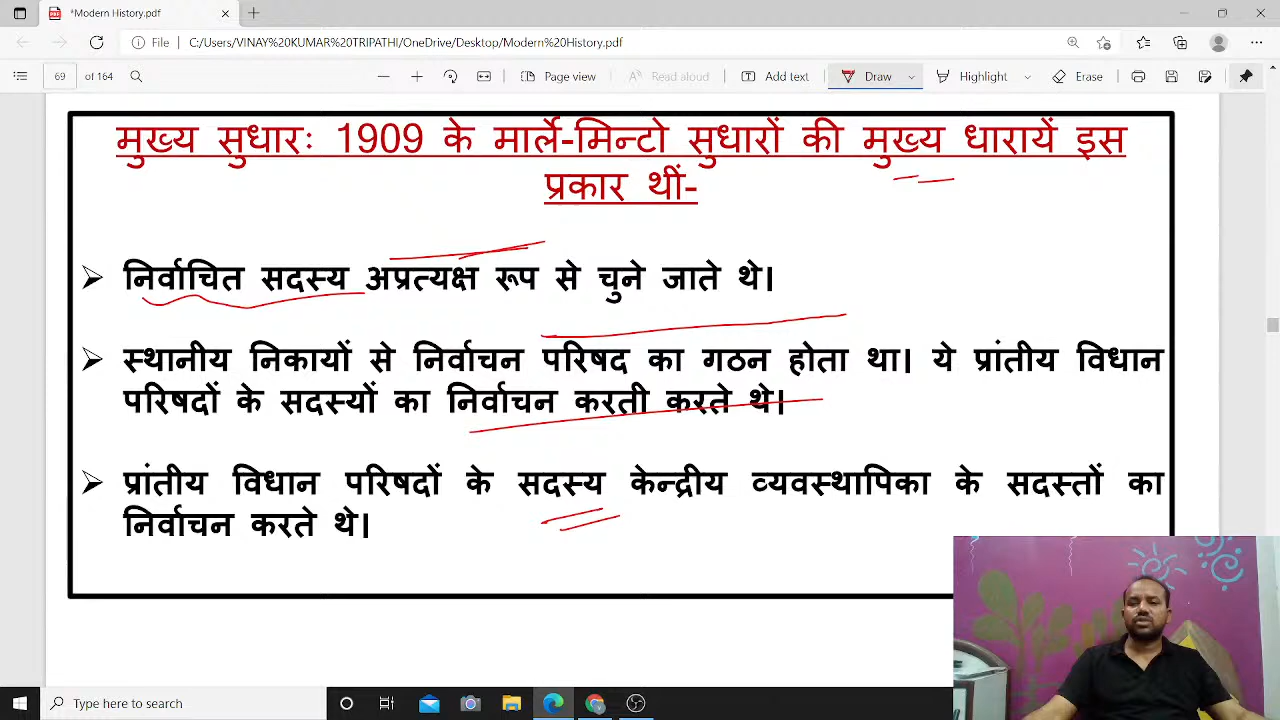 *Modern History.pdf
File C:/Users/VINAY%20KUMAR%20TRIPATHI/OneDrive/Desktop/Modern%20History.pdf
69 of 164 Page view Read aloud Add text Draw Highlight Erase
मुख्य सुधारः 1909 के मार्ले-मिन्टो सुधारों की मुख्य धारायें इस
प्रकार थीं-
निर्वाचित सदस्य अप्रत्यक्ष रूप से चुने जाते थे।
स्थानीय निकायों से निर्वाचन परिषद का गठन होता था। ये प्रांतीय विधान
परिषदों के सदस्यों का निर्वाचन करती करते थे।
प्रांतीय विधान परिषदों के सदस्य केन्द्रीय व्यवस्थापिका के सदस्तों का
निर्वाचन करते थे।
Type here to search